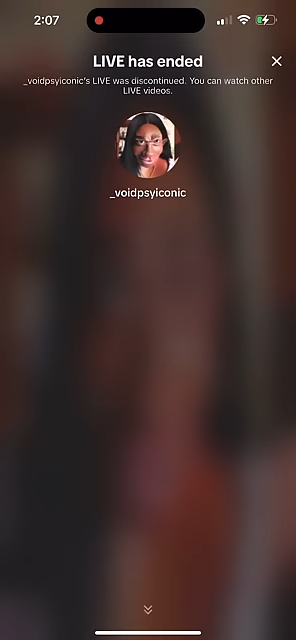 2:07
LIVE has ended
_voidpsyiconic's LIVE was discontinued. You can watch other
LIVE videos.
_voidpsyiconic